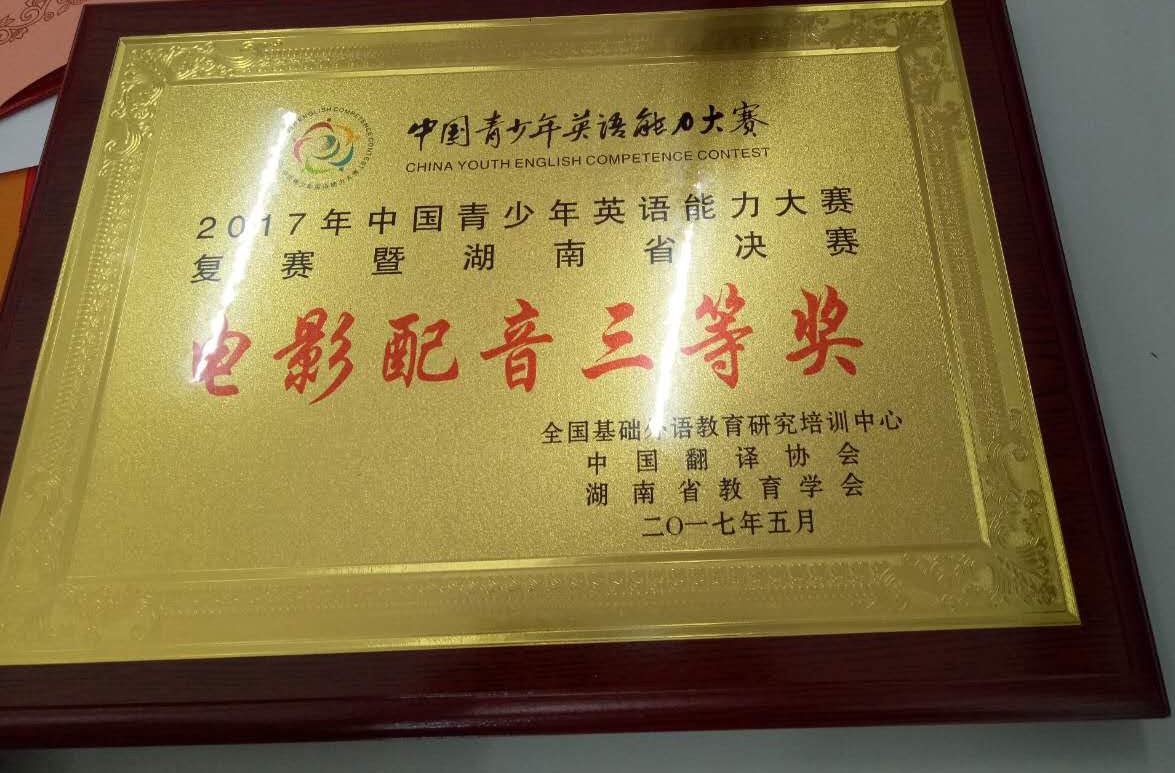 中国青少年英语能力大赛
CHINA YOUTH ENGLISH COMPETENCE CONTEST
2017年中国青少年英语能力大赛
复赛暨湖南省决赛
电影配音三等奖
全国基础外语教育研究培训中心
中国翻译协会
湖南省教育学会
二〇一七年五月